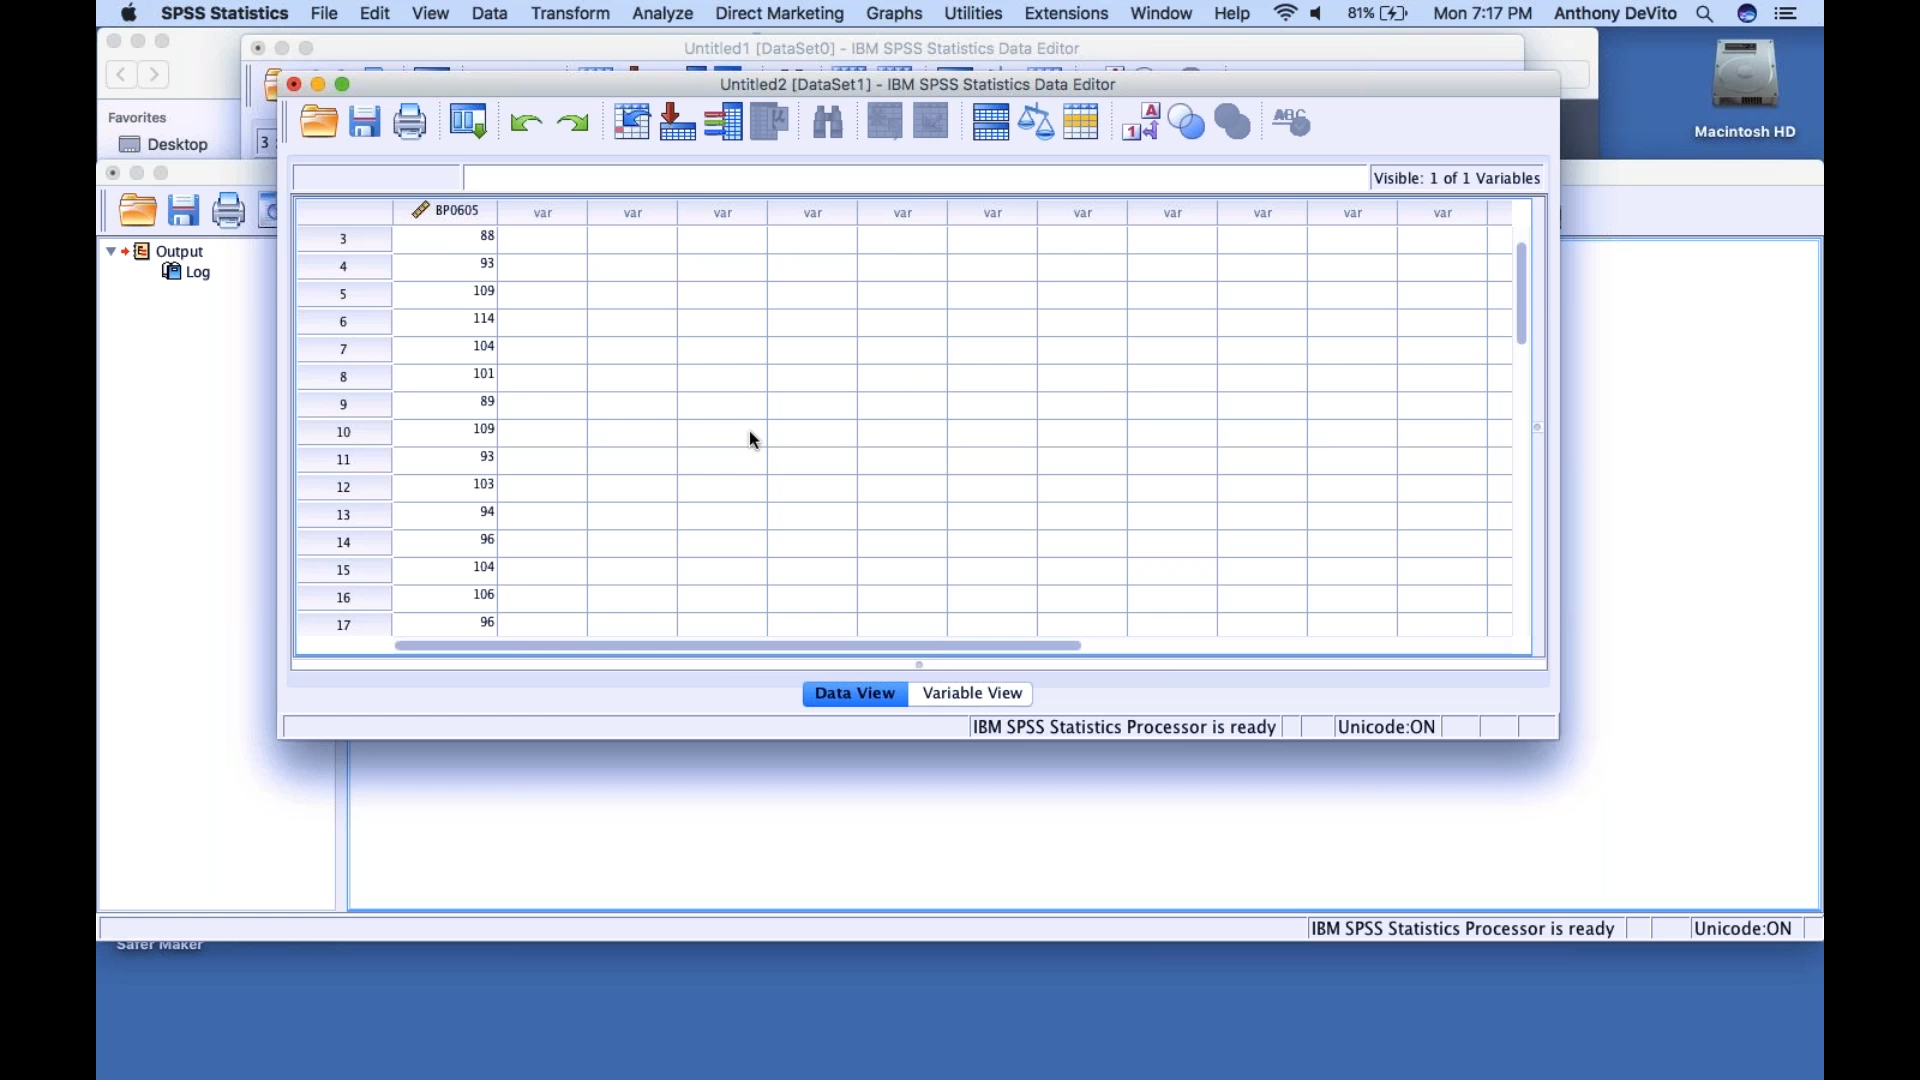 SPSS Statistics File Edit View Data Transform Analyze Direct Marketing Graphs Utilities Extensions Window Help 81% Mon 7:17 PM Anthony DeVito
Untitled1 [DataSet0] - IBM SPSS Statistics Data Editor
Untitled2 [DataSet1] - IBM SPSS Statistics Data Editor
Favorites
Desktop
Macintosh HD
3 :
Visible: 1 of 1 Variables
BP0605 var var var var var var var var var var var
3 88
4 93
5 109
6 114
7 104
8 101
9 89
10 109
11 93
12 103
13 94
14 96
15 104
16 106
17 96
Output
Log
Data View Variable View
IBM SPSS Statistics Processor is ready Unicode:ON
IBM SPSS Statistics Processor is ready Unicode:ON
Safer Maker